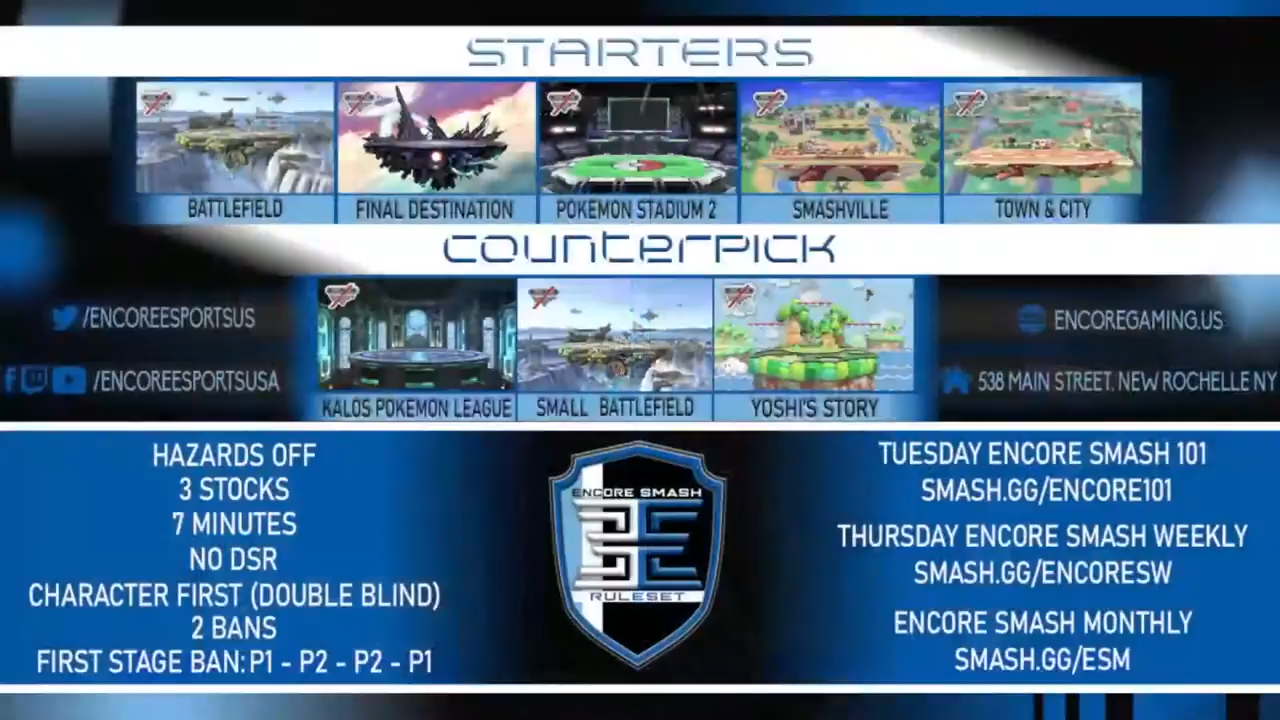 STARTERS
BATTLEFIELD
FINAL DESTINATION
POKEMON STADIUM 2
SMASHVILLE
TOWN & CITY
COUNTERPICK
/ENCOREESPORTSUS
/ENCOREESPORTSUSA
KALOS POKEMON LEAGUE
SMALL BATTLEFIELD
YOSHI'S STORY
ENCOREGAMING.US
538 MAIN STREET, NEW ROCHELLE NY
HAZARDS OFF
3 STOCKS
7 MINUTES
NO DSR
CHARACTER FIRST (DOUBLE BLIND)
2 BANS
FIRST STAGE BAN: P1 - P2 - P2 - P1
ENCORE SMASH
RULESET
TUESDAY ENCORE SMASH 101
SMASH.GG/ENCORE101
THURSDAY ENCORE SMASH WEEKLY
SMASH.GG/ENCORESW
ENCORE SMASH MONTHLY
SMASH.GG/ESM